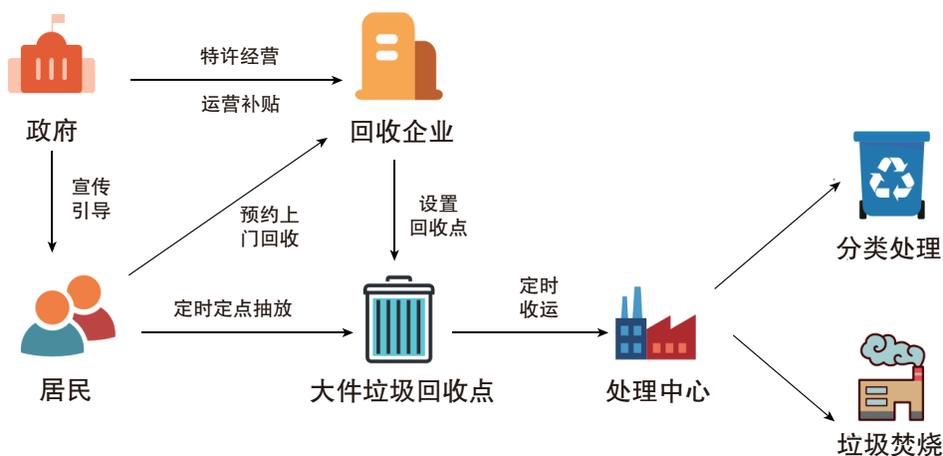 特许经营
运营补贴
政府
回收企业
宣传
引导
预约上
门回收
设置
回收点
分类处理
定时定点抽放
定时
收运
居民
大件垃圾回收点
处理中心
垃圾焚烧